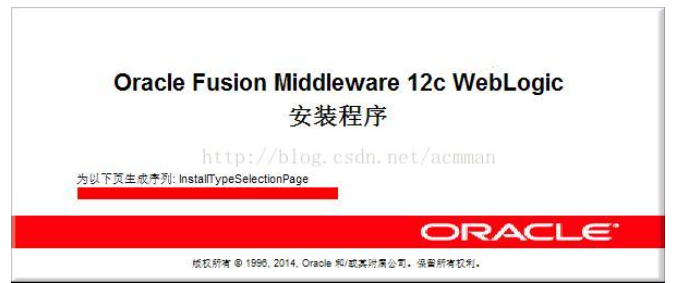 Oracle Fusion Middleware 12c WebLogic
安装程序
http://blog.csdn.net/acmman
为以下页生成序列: InstallTypeSelectionPage
ORACLE
版权所有 © 1996, 2014, Oracle 和/或其附属公司。保留所有权利。